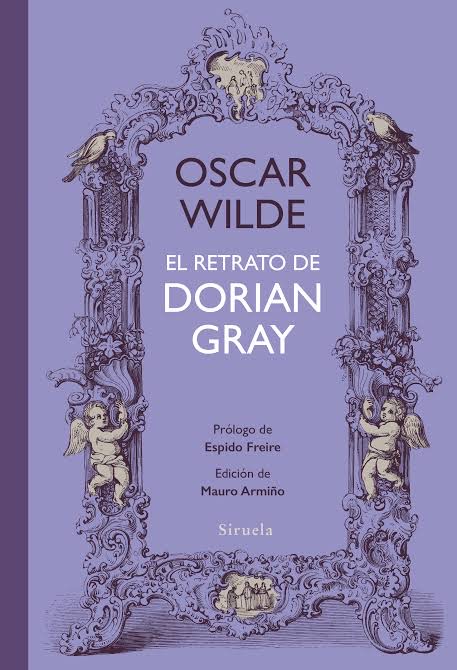 OSCAR
WILDE
EL RETRATO DE
DORIAN
GRAY
Prólogo de
Espido Freire
Edición de
Mauro Armiño
Siruela